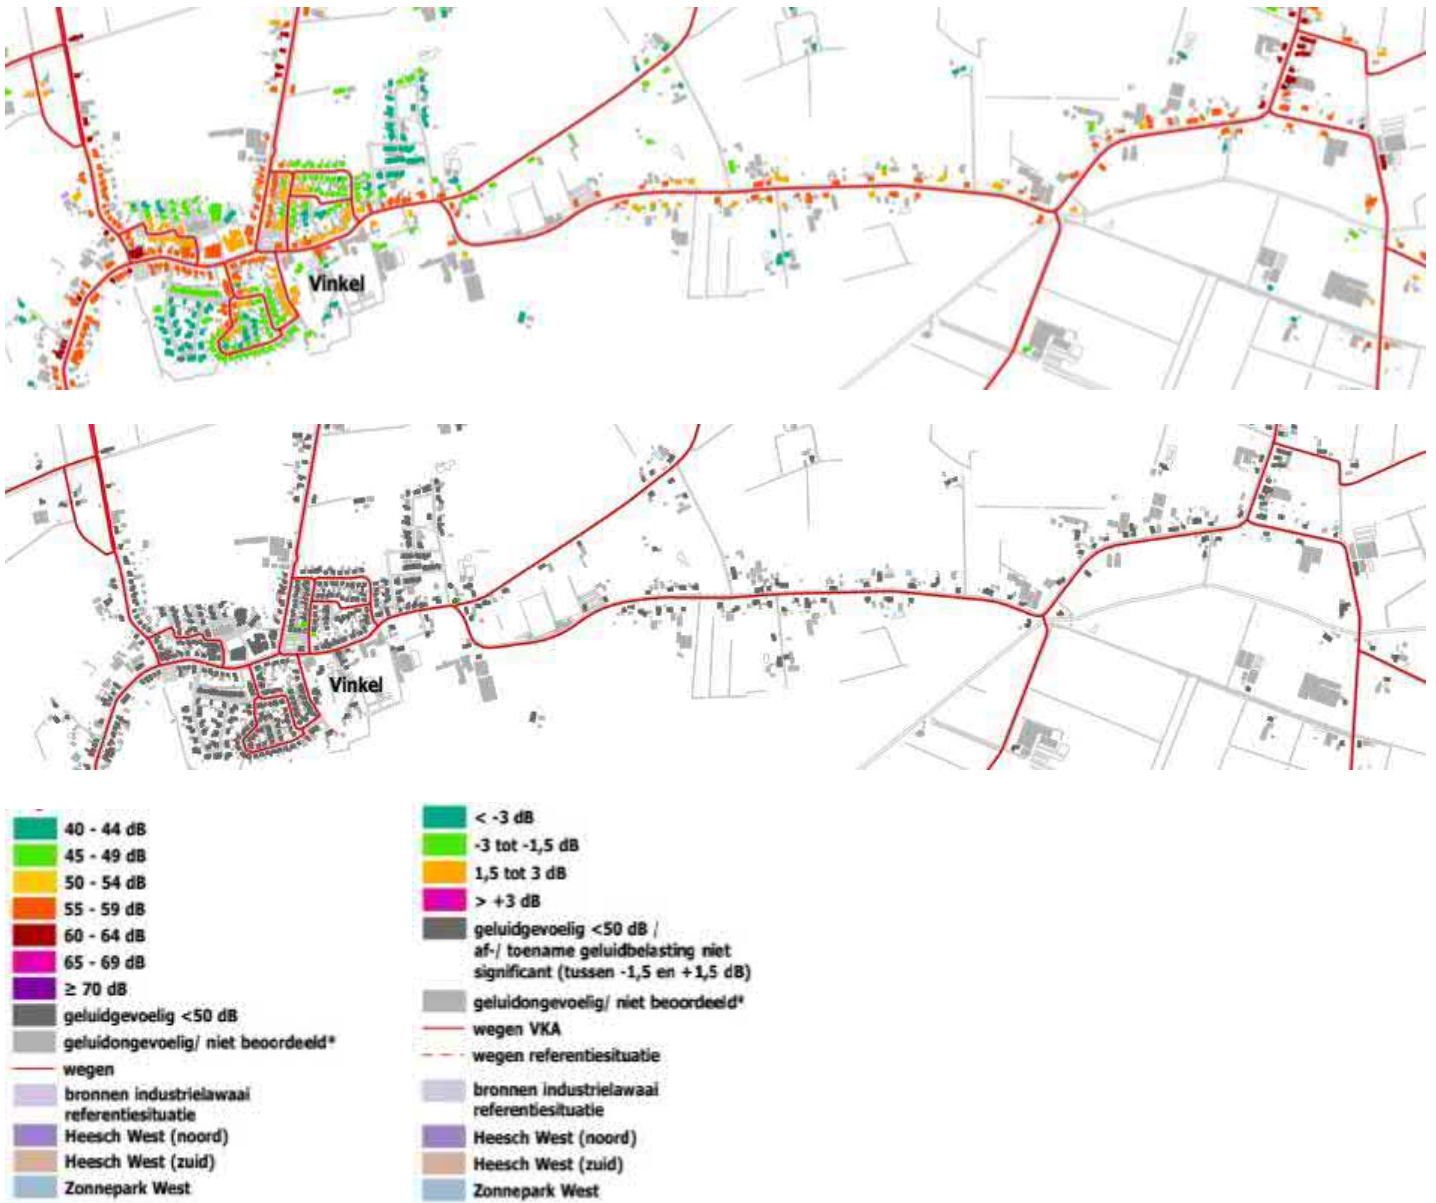 Vinkel
Vinkel
40 - 44 dB
45 - 49 dB
50 - 54 dB
55 - 59 dB
60 - 64 dB
65 - 69 dB
≥ 70 dB
geluidgevoelig <50 dB
geluidongevoelig/ niet beoordeeld*
wegen
bronnen industrielawaai
referentiesituatie
Heesch West (noord)
Heesch West (zuid)
Zonnepark West
< -3 dB
-3 tot -1,5 dB
1,5 tot 3 dB
> +3 dB
geluidgevoelig <50 dB /
af-/ toename geluidbelasting niet
significant (tussen -1,5 en +1,5 dB)
geluidongevoelig/ niet beoordeeld*
wegen VKA
wegen referentiesituatie
bronnen industrielawaai
referentiesituatie
Heesch West (noord)
Heesch West (zuid)
Zonnepark West